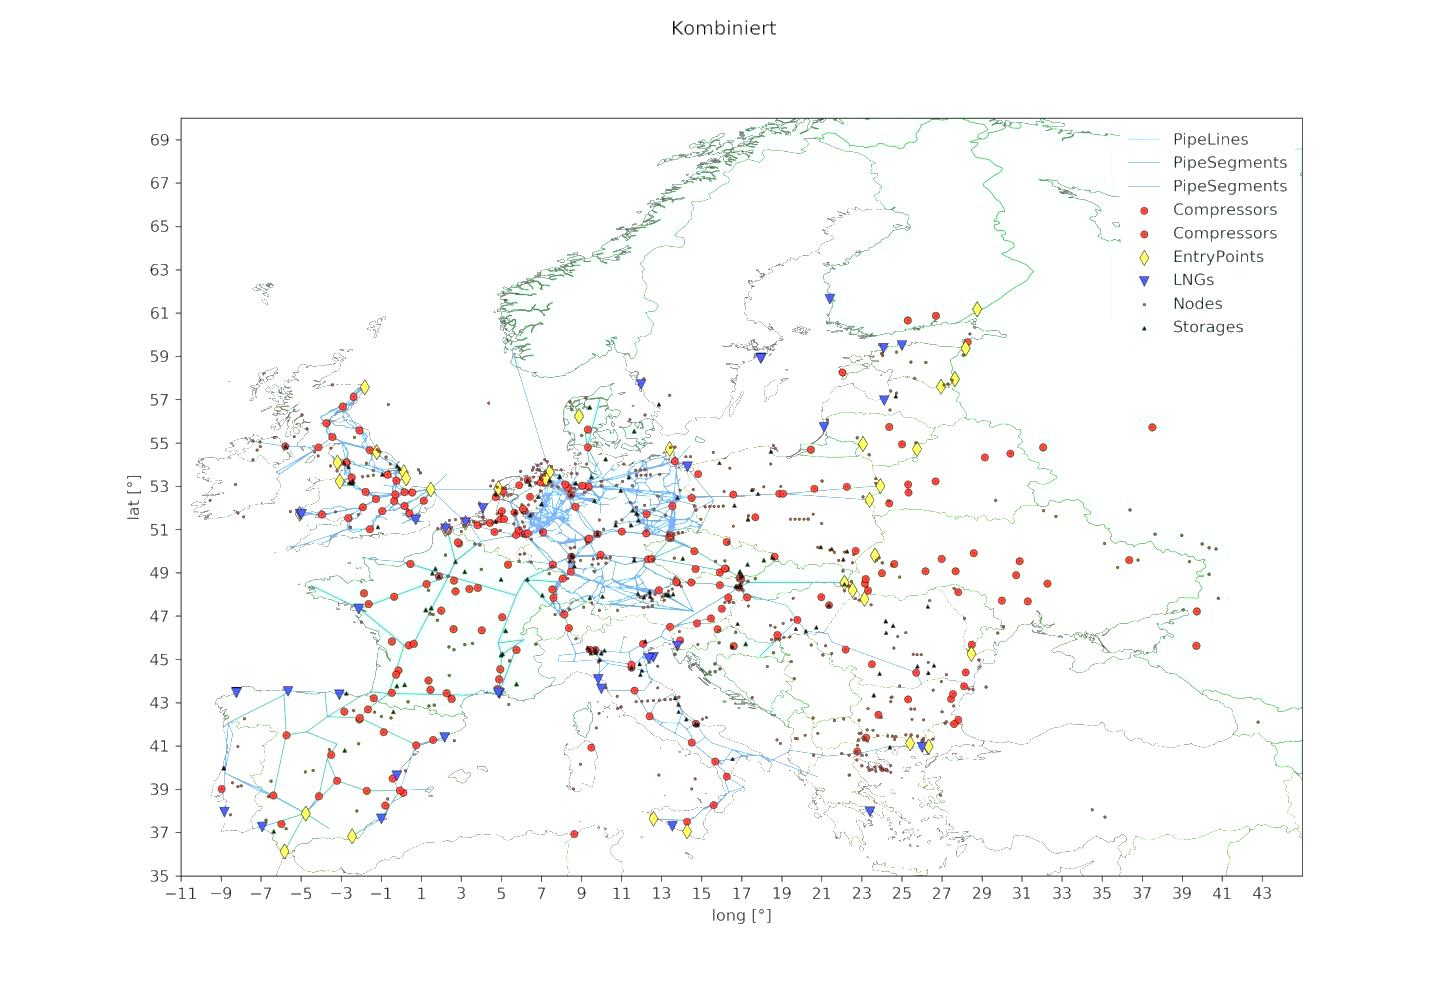 Kombiniert
69
67
65
63
61
59
57
55
53
51
49
47
45
43
41
39
37
35
lat [°]
PipeLines
PipeSegments
PipeSegments
Compressors
Compressors
EntryPoints
LNGs
Nodes
Storages
−11 −9 −7 −5 −3 −1 1 3 5 7 9 11 13 15 17 19 21 23 25 27 29 31 33 35 37 39 41 43
long [°]